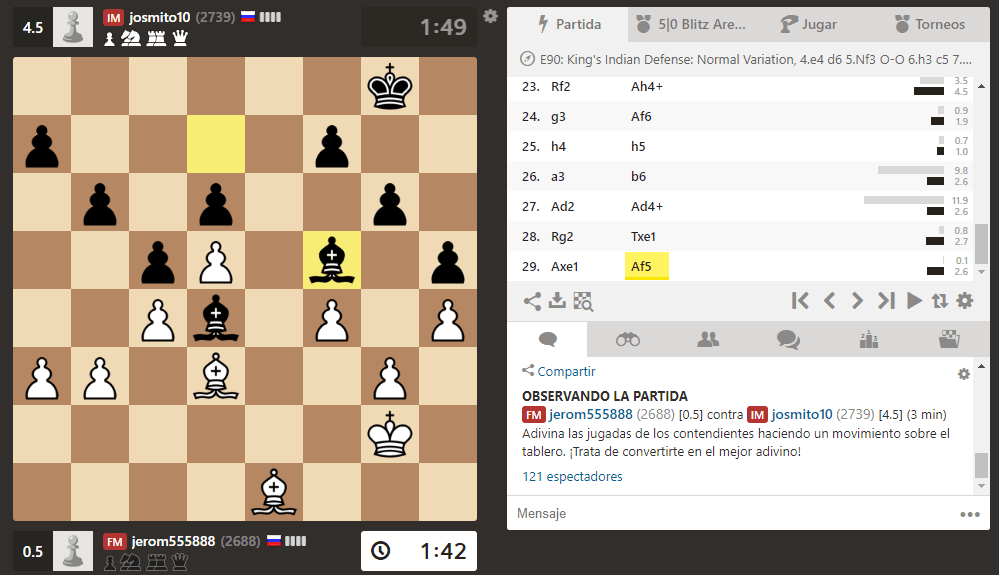 4.5 IM josmito10 (2739) 1:49
Partida 5|0 Blitz Are... Jugar Torneos
E90: King's Indian Defense: Normal Variation, 4.e4 d6 5.Nf3 O-O 6.h3 c5 7....
23. Rf2 Ah4+ 3.5
4.5
24. g3 Af6 0.9
1.9
25. h4 h5 0.7
1.0
26. a3 b6 9.8
2.6
27. Ad2 Ad4+ 11.9
2.6
28. Rg2 Txe1 0.8
2.7
29. Axe1 Af5 0.1
2.6
Compartir
OBSERVANDO LA PARTIDA
FM jerom555888 (2688) [0.5] contra IM josmito10 (2739) [4.5] (3 min)
Adivina las jugadas de los contendientes haciendo un movimiento sobre el
tablero. ¡Trata de convertirte en el mejor adivino!
121 espectadores
Mensaje
0.5 FM jerom555888 (2688) 1:42